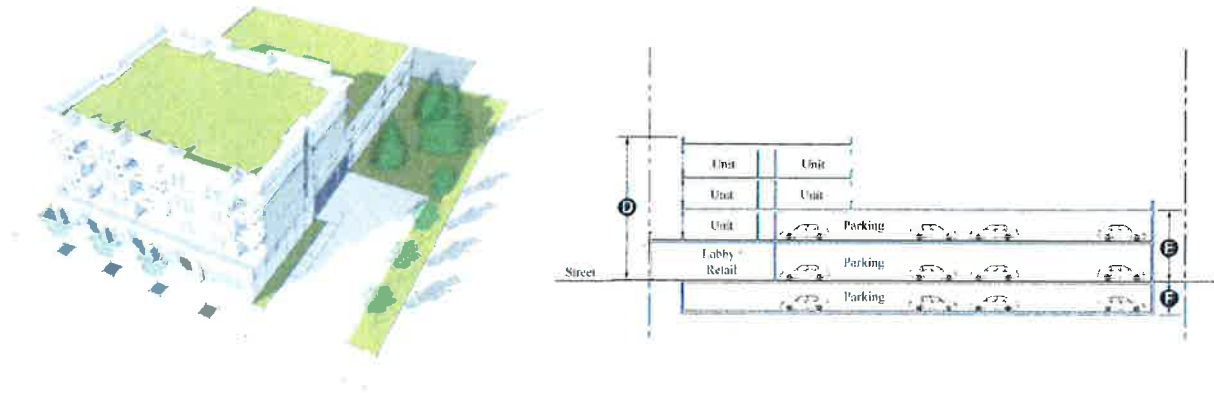 Unit Unit
Unit Unit
D
Unit Parking
E
Lobby
Retail
Parking
Street
Parking
F